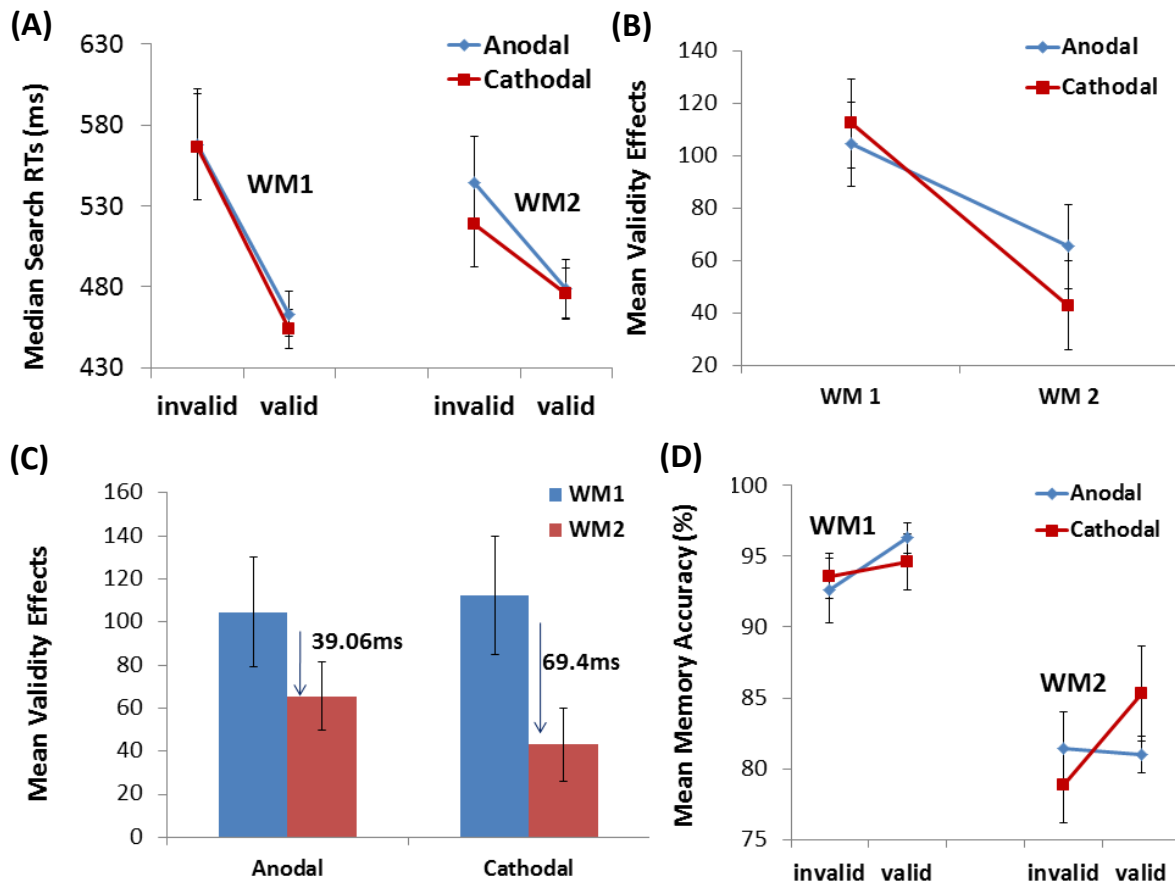 (A)
Median Search RTs (ms)
630
580
530
480
430
Anodal
Cathodal
WM1
WM2
invalid valid invalid valid
(B)
Mean Validity Effects
140
120
100
80
60
40
20
Anodal
Cathodal
WM 1 WM 2
(C)
Mean Validity Effects
160
140
120
100
80
60
40
20
0
WM1
WM2
39.06ms
69.4ms
Anodal Cathodal
(D)
Mean Memory Accuracy (%)
100
95
90
85
80
75
Anodal
Cathodal
WM1
WM2
invalid valid invalid valid